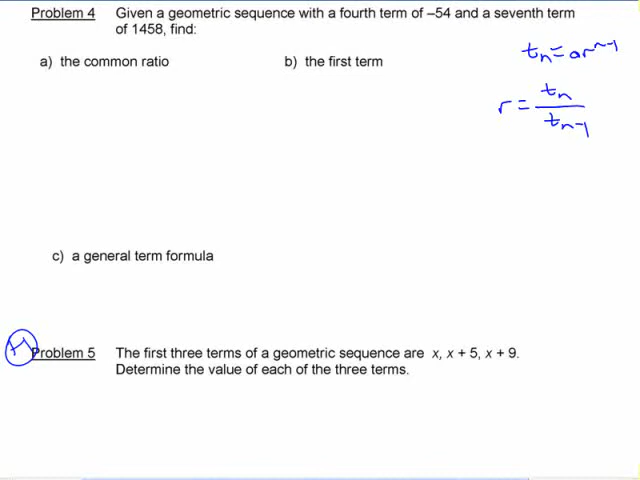 Problem 4 Given a geometric sequence with a fourth term of –54 and a seventh term
of 1458, find:
tₙ = arⁿ⁻¹
a) the common ratio b) the first term
r = tₙ / tₙ₋₁
c) a general term formula
Problem 5 The first three terms of a geometric sequence are x, x + 5, x + 9.
Determine the value of each of the three terms.